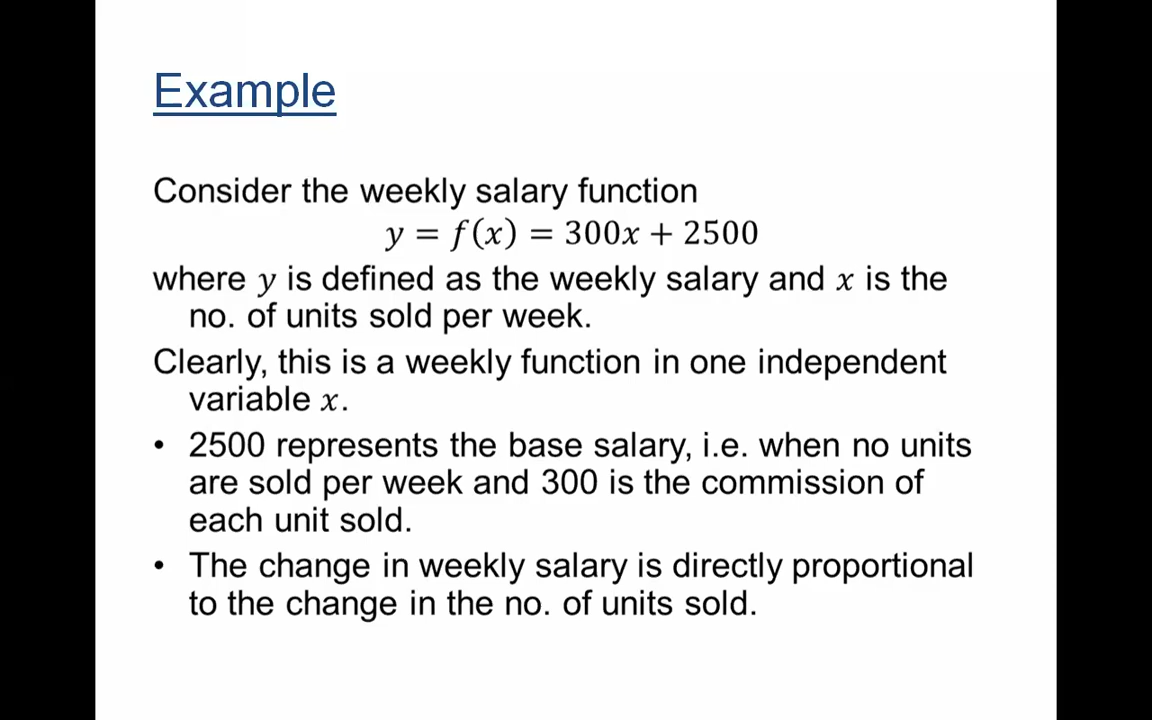 Example
Consider the weekly salary function
y = f(x) = 300x + 2500
where y is defined as the weekly salary and x is the
no. of units sold per week.
Clearly, this is a weekly function in one independent
variable x.
• 2500 represents the base salary, i.e. when no units
are sold per week and 300 is the commission of
each unit sold.
• The change in weekly salary is directly proportional
to the change in the no. of units sold.